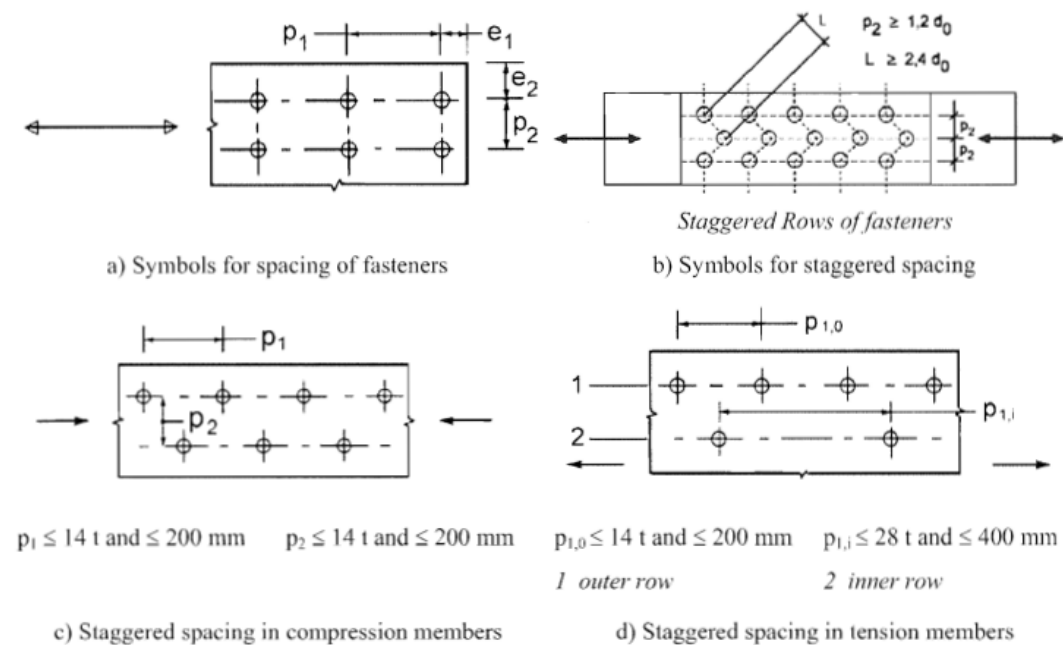 p₁
e₁
e₂
p₂
a) Symbols for spacing of fasteners
L
p₂ ≥ 1,2 d₀
L ≥ 2,4 d₀
p₂
p₂
Staggered Rows of fasteners
b) Symbols for staggered spacing
p₁
p₂
p₁ ≤ 14 t and ≤ 200 mm p₂ ≤ 14 t and ≤ 200 mm
c) Staggered spacing in compression members
p₁,₀
1
p₁,ᵢ
2
p₁,₀ ≤ 14 t and ≤ 200 mm p₁,ᵢ ≤ 28 t and ≤ 400 mm
1 outer row 2 inner row
d) Staggered spacing in tension members